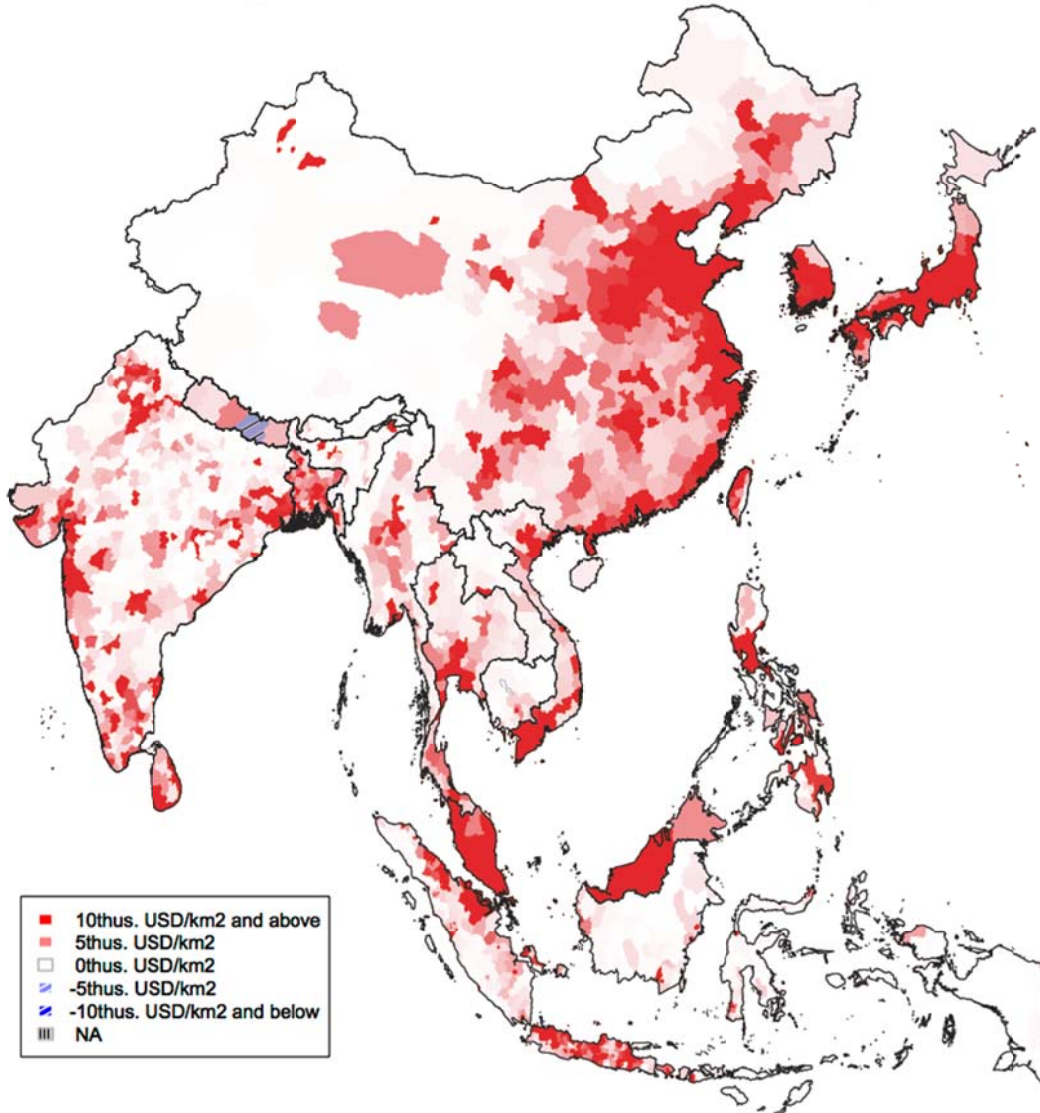 10thus. USD/km2 and above
5thus. USD/km2
0thus. USD/km2
-5thus. USD/km2
-10thus. USD/km2 and below
NA